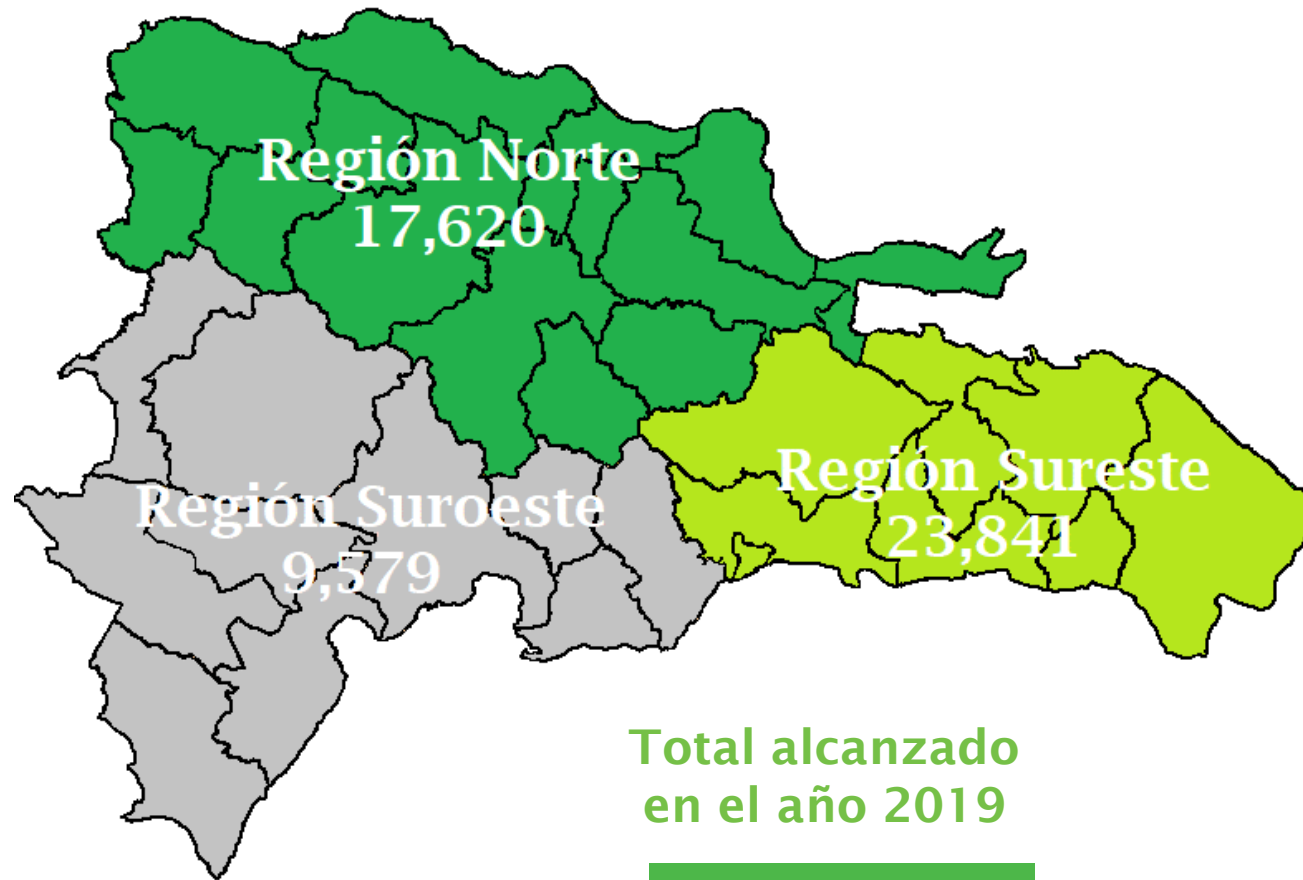 Región Norte
17,620
Región Suroeste
9,579
Región Sureste
23,841
Total alcanzado
en el año 2019